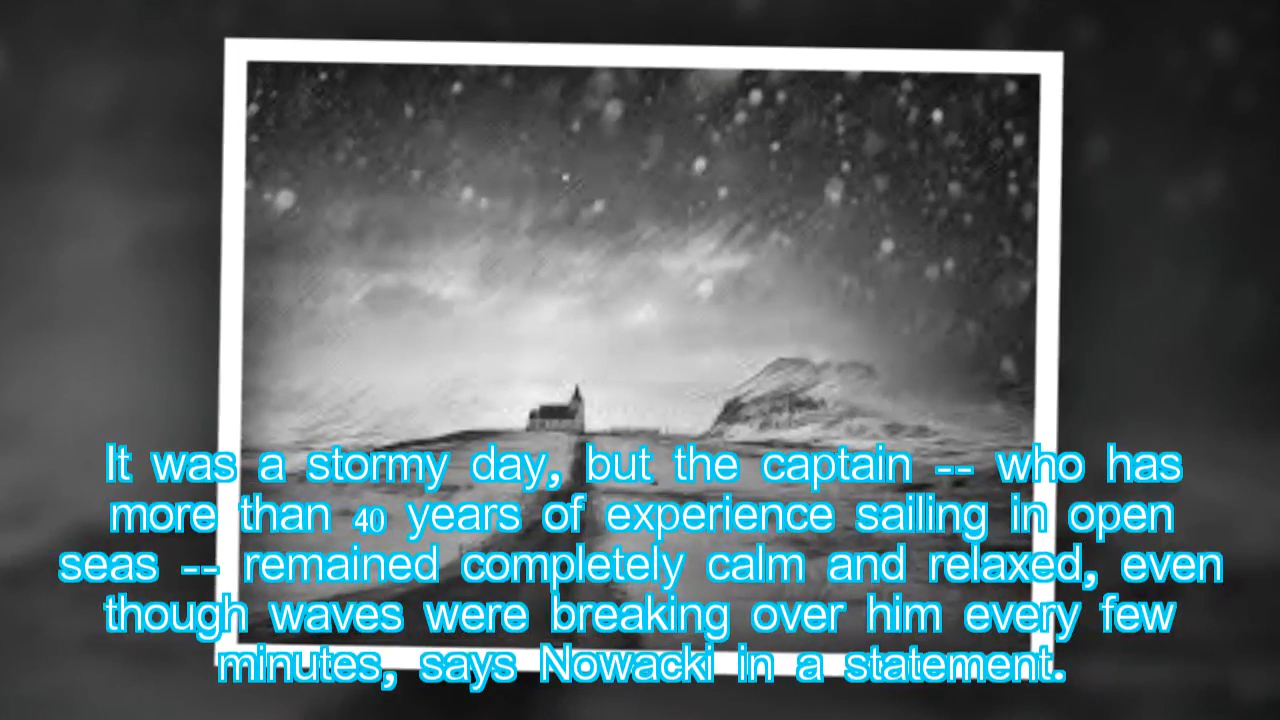 It was a stormy day, but the captain -- who has
more than 40 years of experience sailing in open
seas -- remained completely calm and relaxed, even
though waves were breaking over him every few
minutes, says Nowacki in a statement.